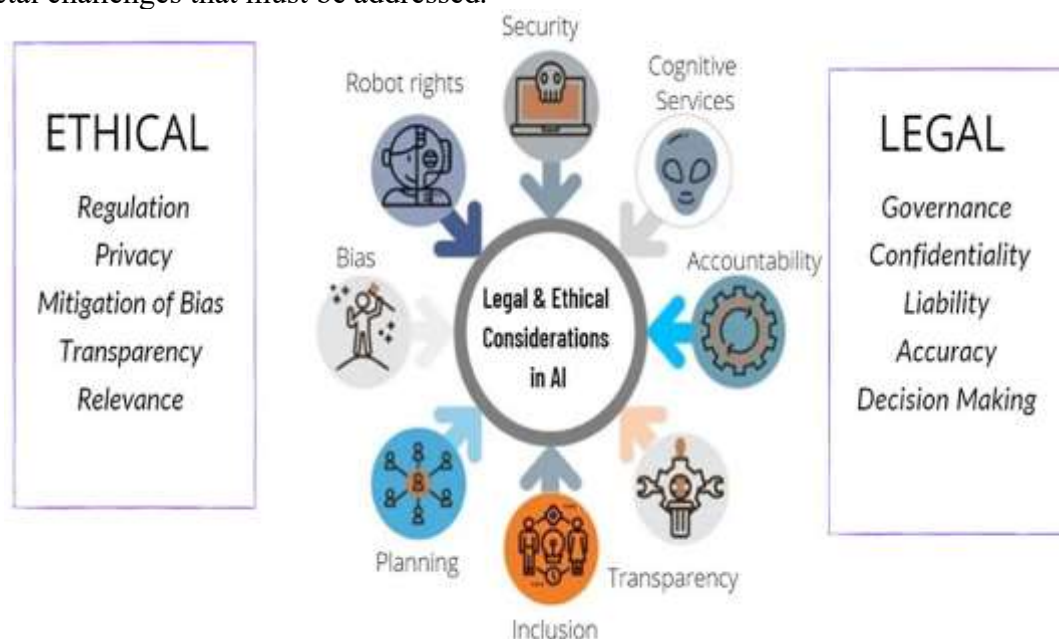 challenges that must be addressed.
Security
Robot rights
Cognitive
Services
ETHICAL
Regulation
Privacy
Mitigation of Bias
Transparency
Relevance
Bias
Legal & Ethical
Considerations
in AI
Accountability
LEGAL
Governance
Confidentiality
Liability
Accuracy
Decision Making
Planning
Inclusion
Transparency